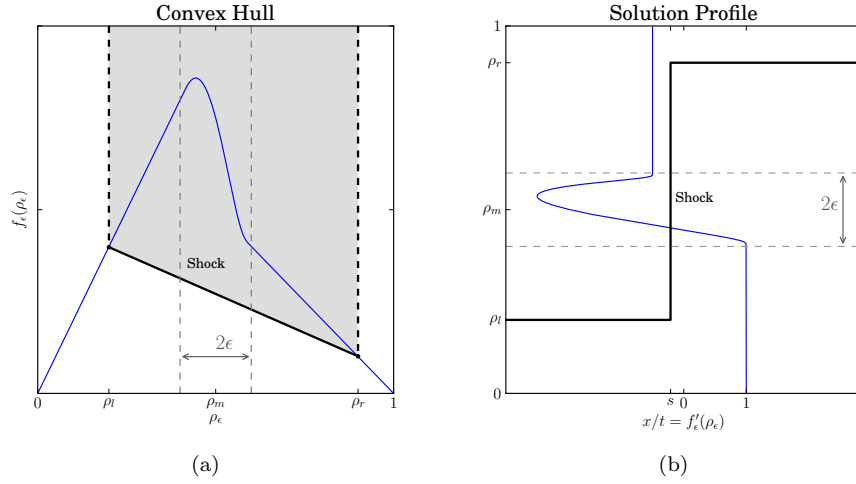 Convex Hull
f_ϵ(ρ_ϵ)
Shock
2ϵ
0 ρ_l ρ_m ρ_r 1
ρ_ϵ
(a)
Solution Profile
1
ρ_r
Shock
ρ_m
2ϵ
ρ_l
0
s 0 1
x/t = f′_ϵ(ρ_ϵ)
(b)